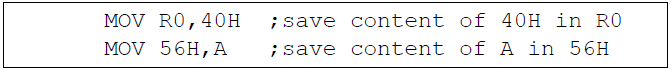 MOV R0,40H ;save content of 40H in R0
MOV 56H,A ;save content of A in 56H